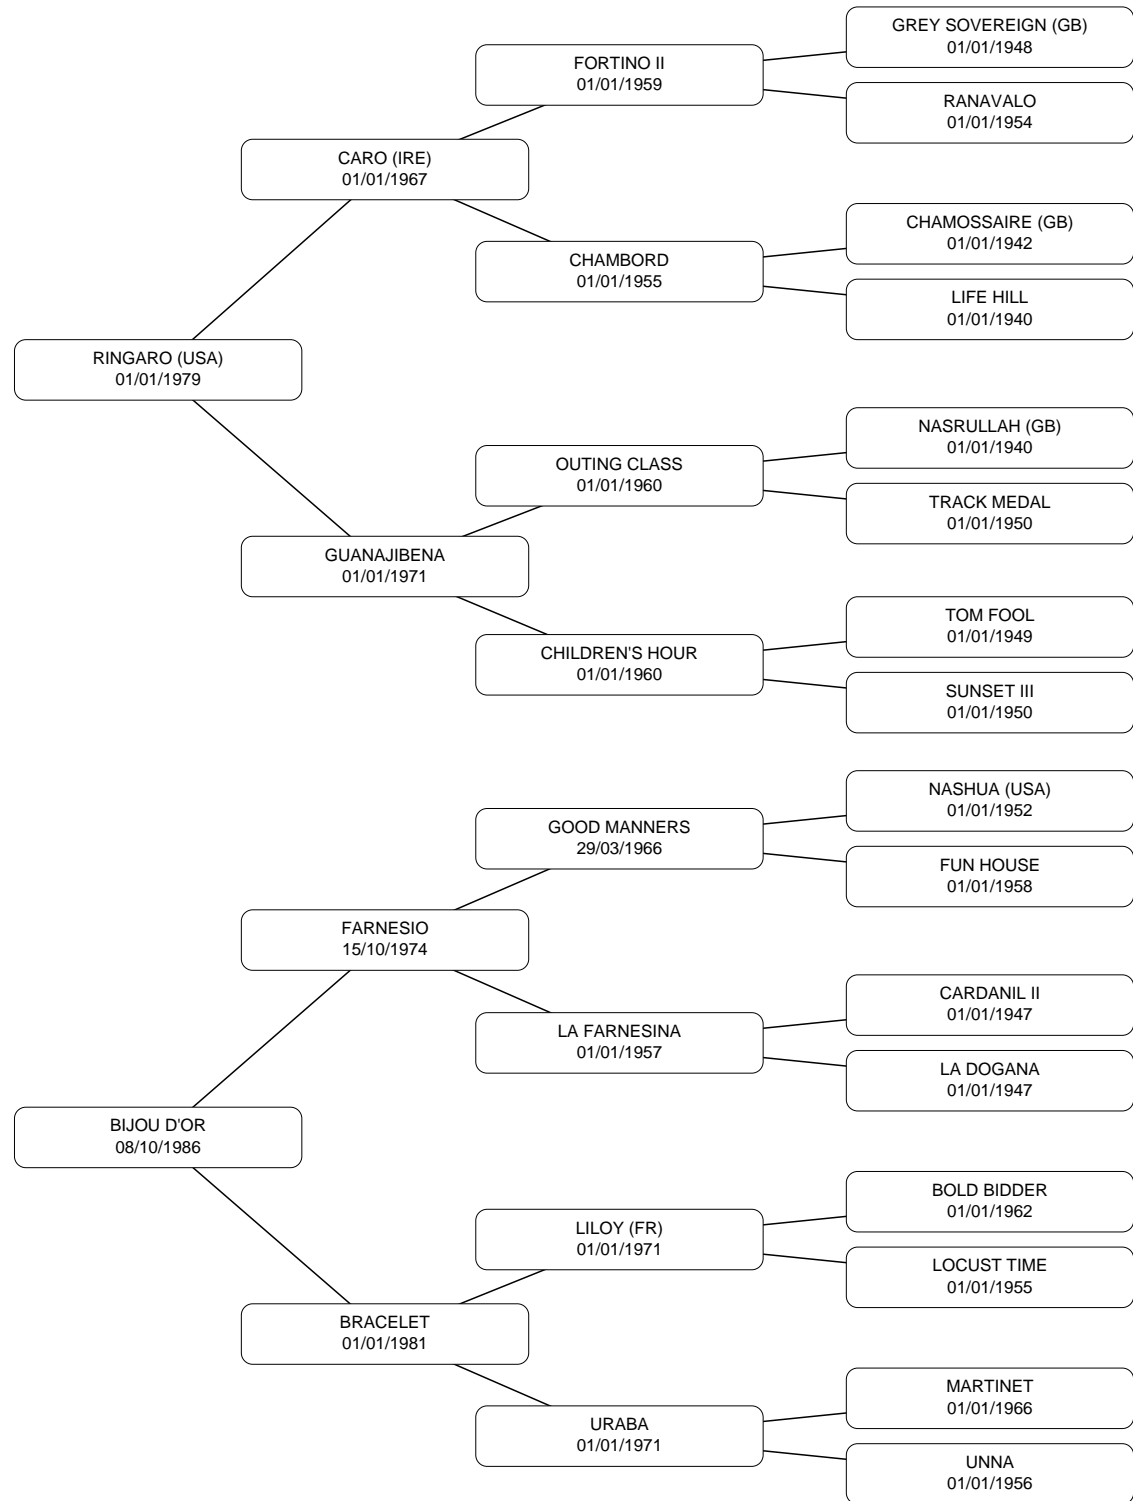 GREY SOVEREIGN (GB)
01/01/1948
FORTINO II
01/01/1959
RANAVALO
01/01/1954
CARO (IRE)
01/01/1967
CHAMOSSAIRE (GB)
01/01/1942
CHAMBORD
01/01/1955
LIFE HILL
01/01/1940
RINGARO (USA)
01/01/1979
NASRULLAH (GB)
01/01/1940
OUTING CLASS
01/01/1960
TRACK MEDAL
01/01/1950
GUANAJIBENA
01/01/1971
TOM FOOL
01/01/1949
CHILDREN'S HOUR
01/01/1960
SUNSET III
01/01/1950
NASHUA (USA)
01/01/1952
GOOD MANNERS
29/03/1966
FUN HOUSE
01/01/1958
FARNESIO
15/10/1974
CARDANIL II
01/01/1947
LA FARNESINA
01/01/1957
LA DOGANA
01/01/1947
BIJOU D'OR
08/10/1986
BOLD BIDDER
01/01/1962
LILOY (FR)
01/01/1971
LOCUST TIME
01/01/1955
BRACELET
01/01/1981
MARTINET
01/01/1966
URABA
01/01/1971
UNNA
01/01/1956